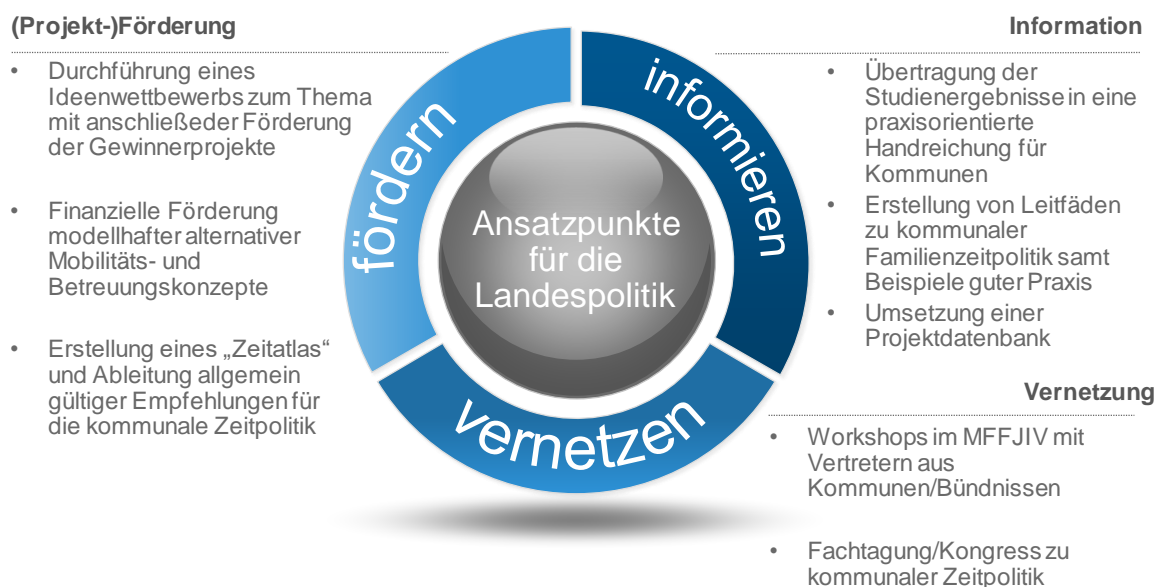 (Projekt-)Förderung
• Durchführung eines
Ideenwettbewerbs zum Thema
mit anschließeder Förderung
der Gewinnerprojekte
• Finanzielle Förderung
modellhafter alternativer
Mobilitäts- und
Betreuungskonzepte
• Erstellung eines „Zeitatlas“
und Ableitung allgemein
gültiger Empfehlungen für
die kommunale Zeitpolitik
fördern
informieren
vernetzen
Ansatzpunkte
für die
Landespolitik
Information
• Übertragung der
Studienergebnisse in eine
praxisorientierte
Handreichung für
Kommunen
• Erstellung von Leitfäden
zu kommunaler
Familienzeitpolitik samt
Beispiele guter Praxis
• Umsetzung einer
Projektdatenbank
Vernetzung
• Workshops im MFFJIV mit
Vertretern aus
Kommunen/Bündnissen
• Fachtagung/Kongress zu
kommunaler Zeitpolitik